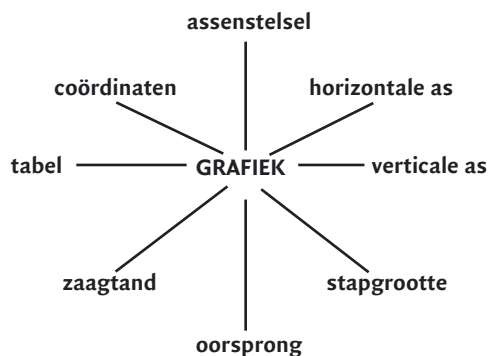 assenstelsel
coördinaten
horizontale as
tabel
GRAFIEK
verticale as
zaagtand
stapgrootte
oorsprong